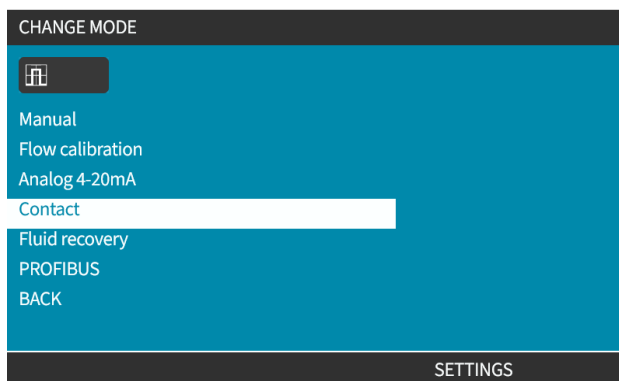 CHANGE MODE
Manual
Flow calibration
Analog 4-20mA
Contact
Fluid recovery
PROFIBUS
BACK
SETTINGS